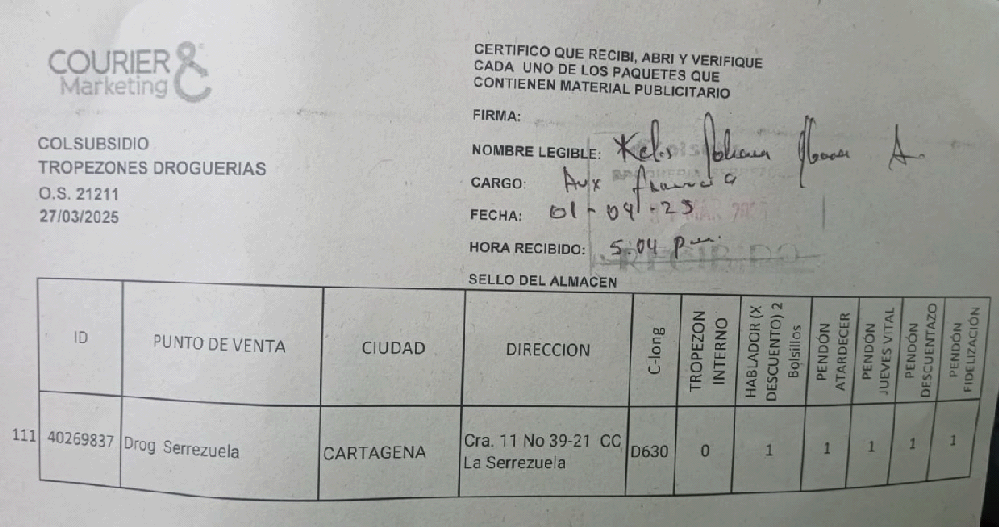 COURIER &
Marketing
CERTIFICO QUE RECIBI, ABRI Y VERIFIQUE
CADA UNO DE LOS PAQUETES QUE
CONTIENEN MATERIAL PUBLICITARIO
COLSUBSIDIO
TROPEZONES DROGUERIAS
O.S. 21211
27/03/2025
FIRMA:
NOMBRE LEGIBLE:
CARGO: Aux
FECHA: 01-04-25
HORA RECIBIDO: 5:04 pm.
RECIBIDO
SELLO DEL ALMACEN
ID PUNTO DE VENTA CIUDAD DIRECCION C-long TROPEZON INTERNO HABLADOR (X DESCUENTO) 2 Bolsillos PENDÓN ATARDECER PENDÓN JUEVES VITAL PENDÓN DESCUENTAZO PENDÓN FIDELIZACIÓN
111 40269837 Drog Serrezuela CARTAGENA Cra. 11 No 39-21 CC La Serrezuela D630 0 1 1 1 1 1